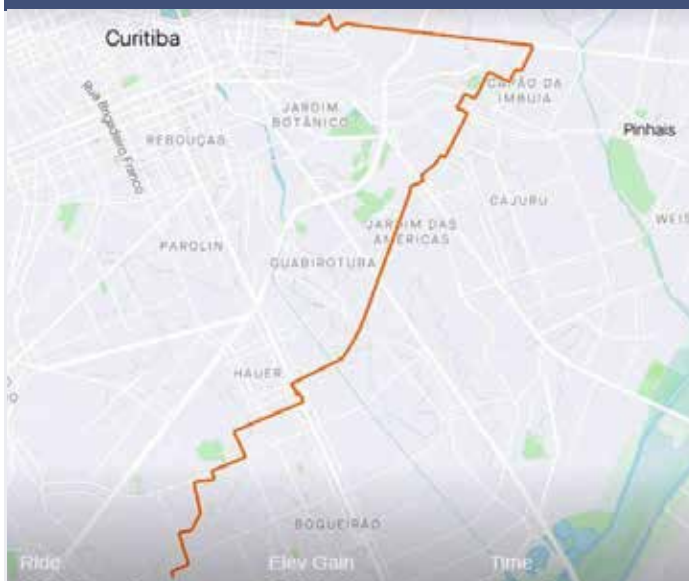 Curitiba
CAPÃO DA
IMBUIA
JARDIM
BOTÂNICO
Pinhais
Rua Brigadeiro Franco
REBOUÇAS
CAJURU
WEIS
JARDIM DAS
AMÉRICAS
PAROLIN
GUABIROTUBA
HAUER
BOQUEIRÃO
Ride
Elev Gain
Time